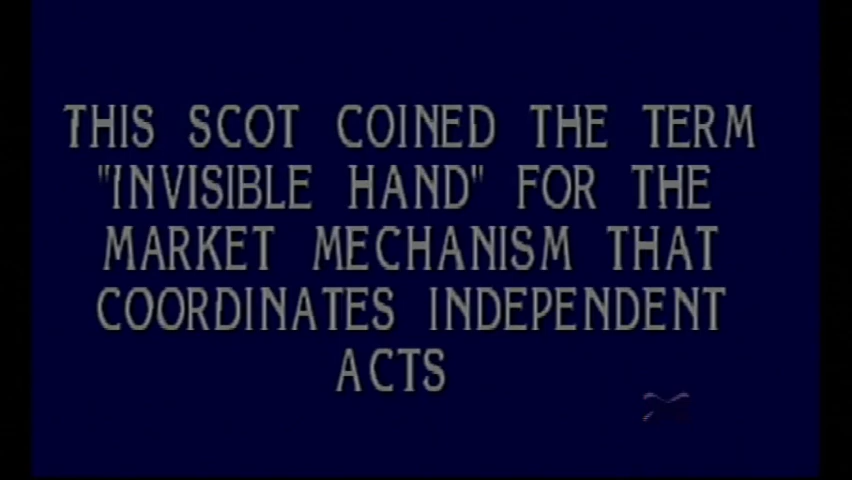 THIS SCOT COINED THE TERM
"INVISIBLE HAND" FOR THE
MARKET MECHANISM THAT
COORDINATES INDEPENDENT
ACTS